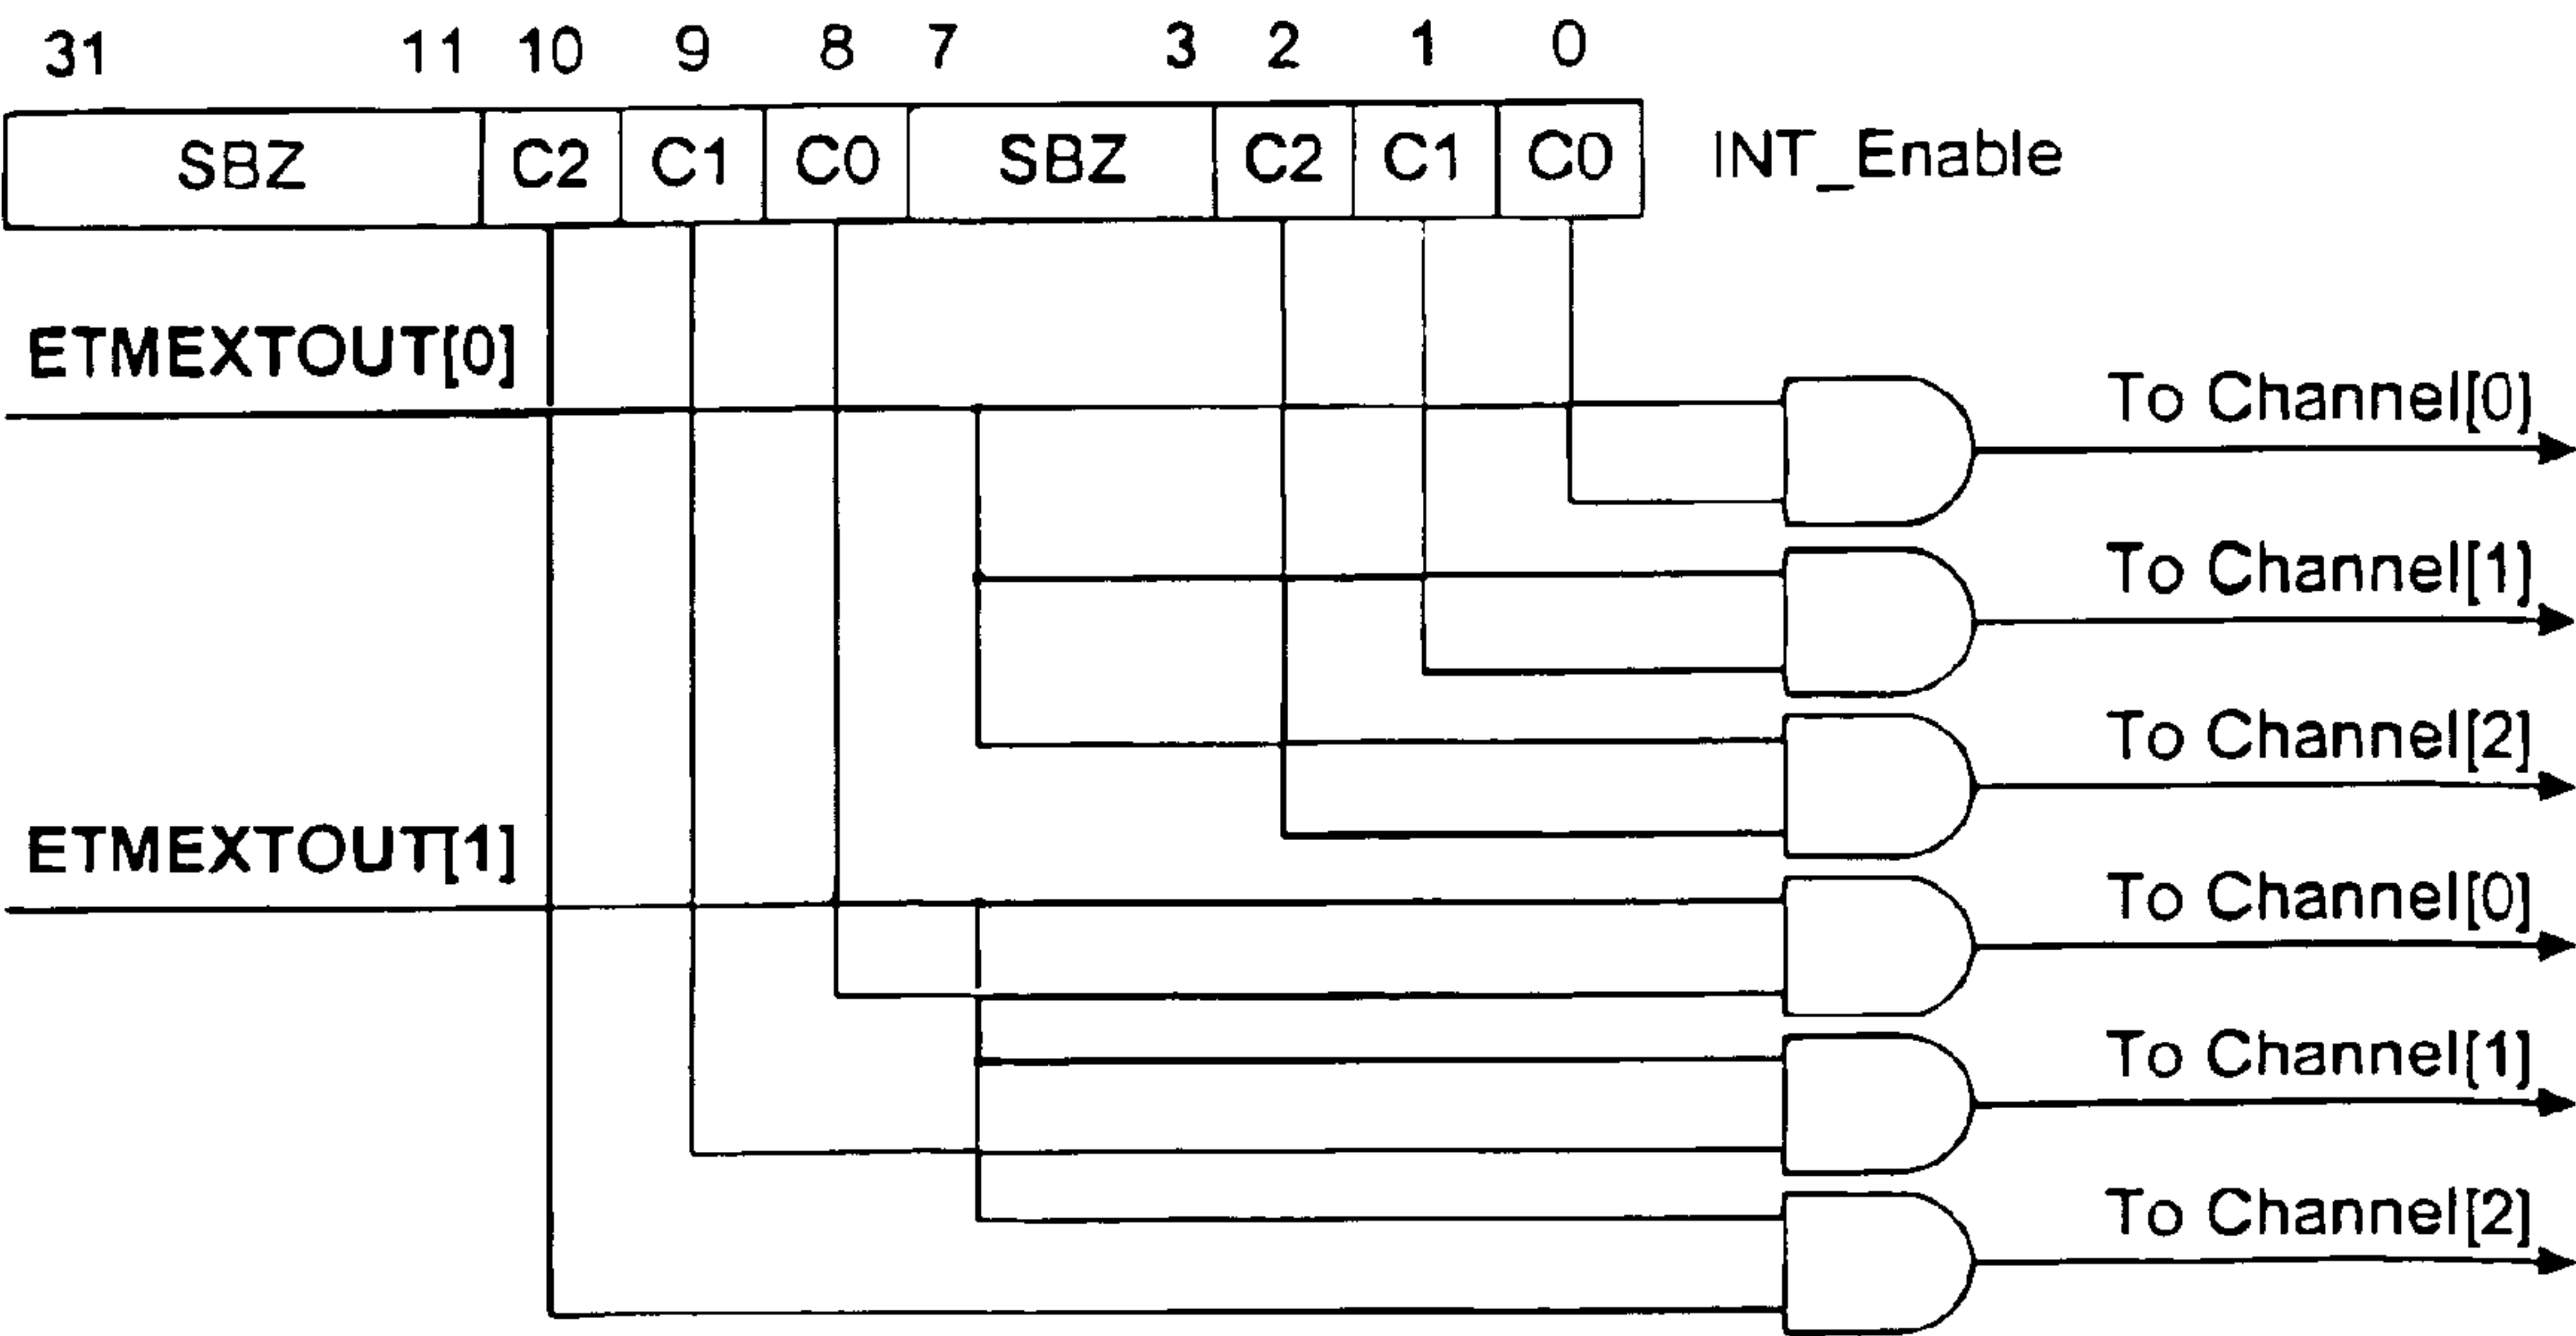 31 11 10 9 8 7 3 2 1 0
SBZ C2 C1 C0 SBZ C2 C1 C0 INT_Enable
ETMEXTOUT[0]
To Channel[0]
To Channel[1]
To Channel[2]
ETMEXTOUT[1]
To Channel[0]
To Channel[1]
To Channel[2]